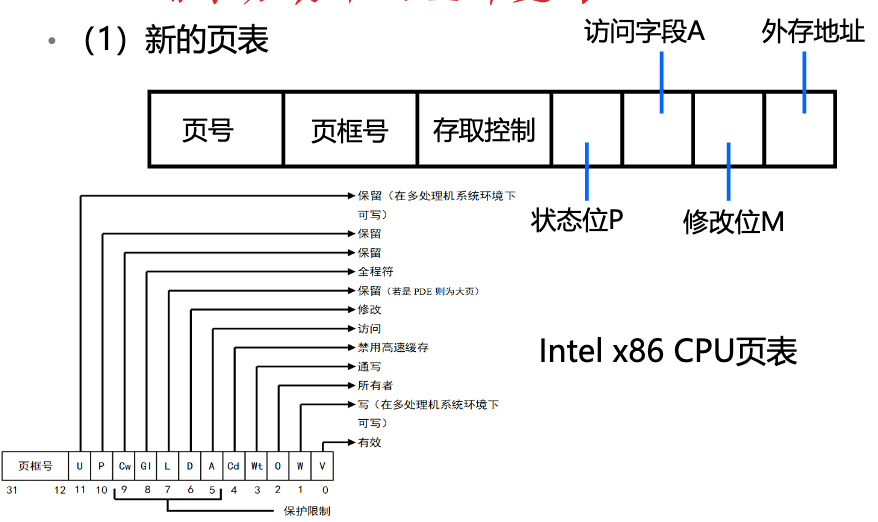 • （1）新的页表
访问字段A
外存地址
页号
页框号
存取控制
状态位P
修改位M
保留（在多处理机系统环境下
可写）
保留
保留
全程符
保留（若是 PDE 则为大页）
修改
访问
禁用高速缓存
通写
所有者
写（在多处理机系统环境下
可写）
有效
Intel x86 CPU页表
页框号 U P Cw Gl L D A Cd Wt O W V
31 12 11 10 9 8 7 6 5 4 3 2 1 0
保护限制